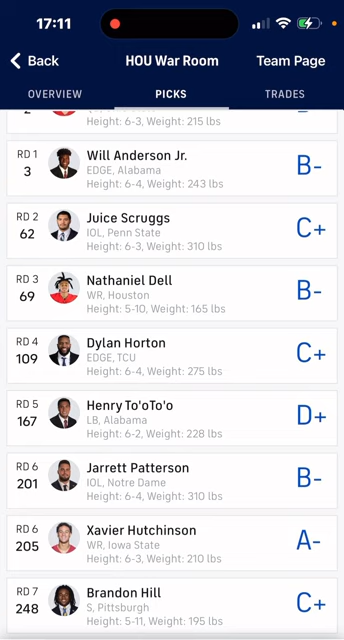 17:11
Back
HOU War Room
Team Page
OVERVIEW
PICKS
TRADES
Height: 6-3, Weight: 215 lbs
RD 1
3
Will Anderson Jr.
EDGE, Alabama
Height: 6-4, Weight: 243 lbs
B-
RD 2
62
Juice Scruggs
IOL, Penn State
Height: 6-3, Weight: 310 lbs
C+
RD 3
69
Nathaniel Dell
WR, Houston
Height: 5-10, Weight: 165 lbs
B-
RD 4
109
Dylan Horton
EDGE, TCU
Height: 6-4, Weight: 275 lbs
C+
RD 5
167
Henry To'oTo'o
LB, Alabama
Height: 6-2, Weight: 228 lbs
D+
RD 6
201
Jarrett Patterson
IOL, Notre Dame
Height: 6-4, Weight: 310 lbs
B-
RD 6
205
Xavier Hutchinson
WR, Iowa State
Height: 6-3, Weight: 210 lbs
A-
RD 7
248
Brandon Hill
S, Pittsburgh
Height: 5-11, Weight: 195 lbs
C+